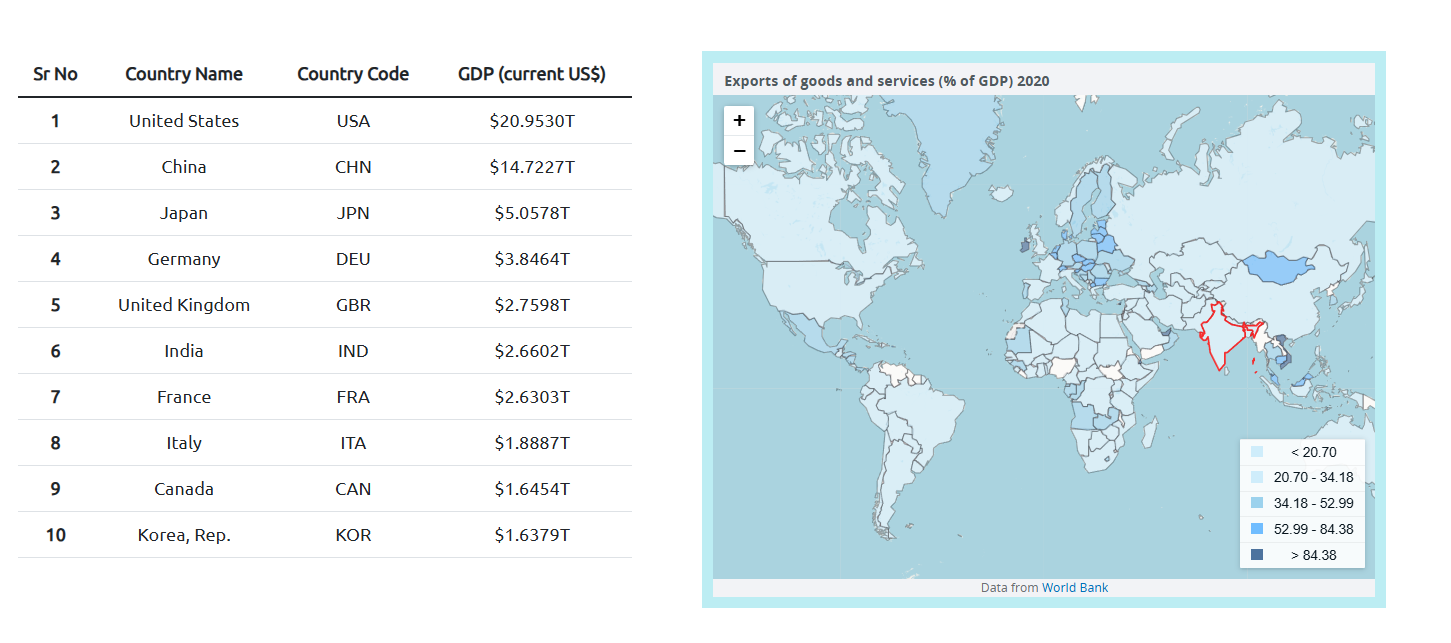 Sr No Country Name Country Code GDP (current US$)
1 United States USA $20.9530T
2 China CHN $14.7227T
3 Japan JPN $5.0578T
4 Germany DEU $3.8464T
5 United Kingdom GBR $2.7598T
6 India IND $2.6602T
7 France FRA $2.6303T
8 Italy ITA $1.8887T
9 Canada CAN $1.6454T
10 Korea, Rep. KOR $1.6379T
Exports of goods and services (% of GDP) 2020
+
−
< 20.70
20.70 - 34.18
34.18 - 52.99
52.99 - 84.38
> 84.38
Data from World Bank